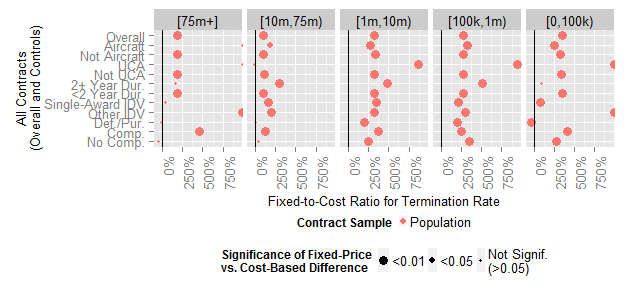 [75m+] [10m,75m) [1m,10m) [100k,1m) [0,100k)
All Contracts
(Overall and Controls)
Overall
Aircraft
Not Aircraft
UCA
Not UCA
2+ Year Dur.
<2 Year Dur.
Single-Award IDV
Other IDV
Def./Pur.
Comp.
No Comp.
0% 250% 500% 750% 0% 250% 500% 750% 0% 250% 500% 750% 0% 250% 500% 750% 0% 250% 500% 750%
Fixed-to-Cost Ratio for Termination Rate
Contract Sample Population
Significance of Fixed-Price
vs. Cost-Based Difference
<0.01 <0.05 Not Signif.
(>0.05)